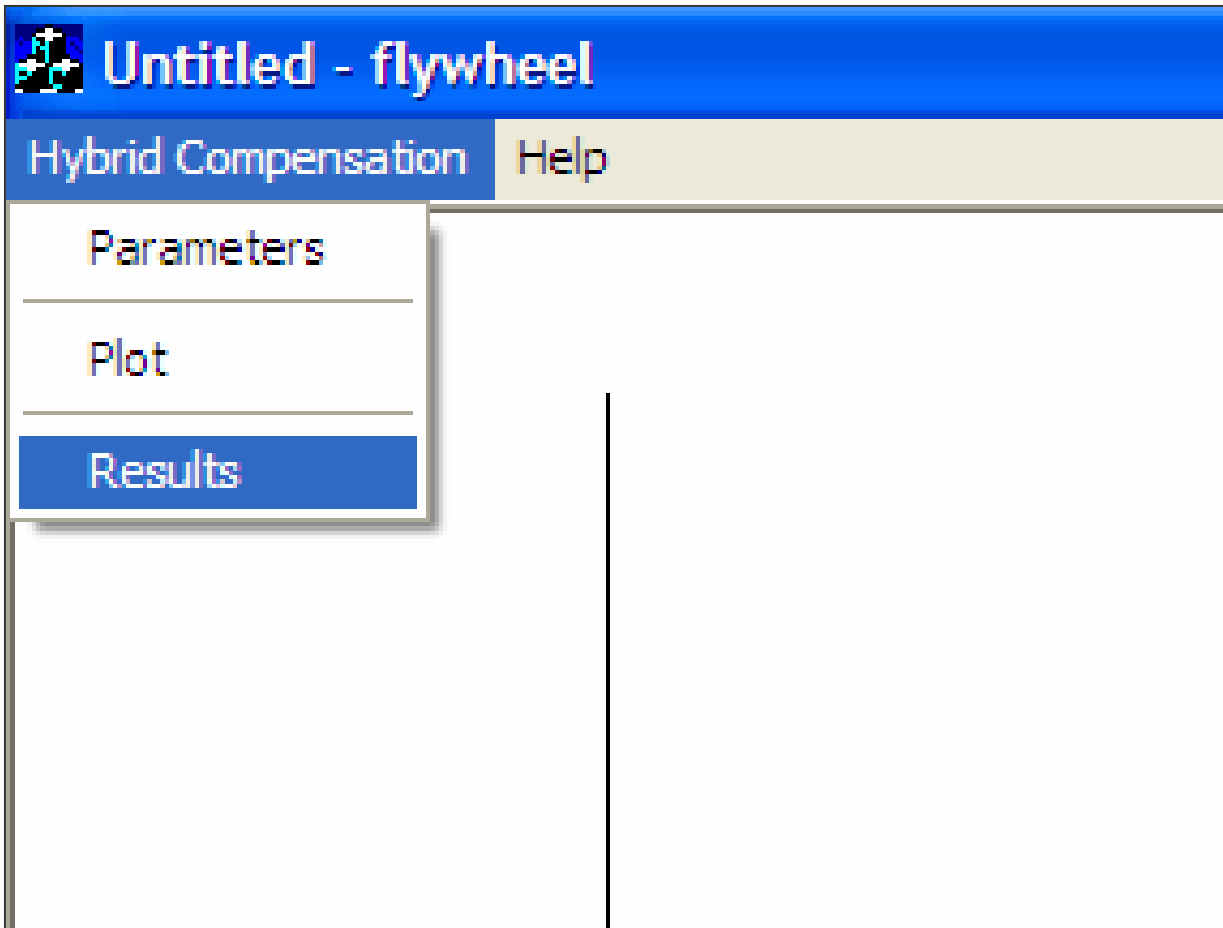 Untitled - flywheel
Hybrid Compensation Help
Parameters
Plot
Results